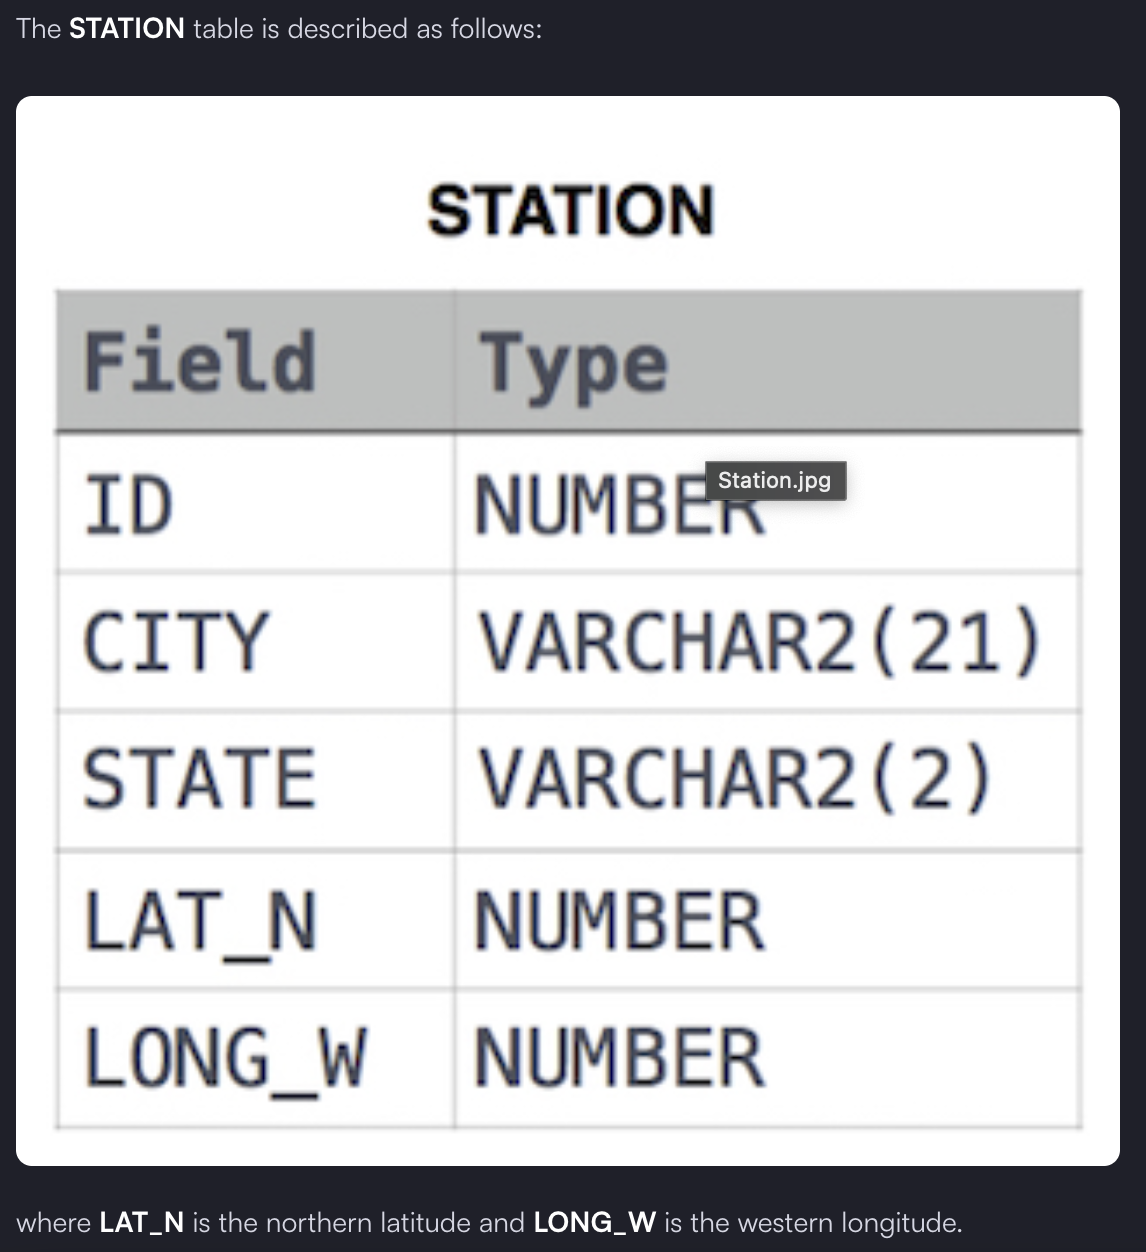 The STATION table is described as follows:
STATION
Field Type
ID NUMBER
Station.jpg
CITY VARCHAR2(21)
STATE VARCHAR2(2)
LAT_N NUMBER
LONG_W NUMBER
where LAT_N is the northern latitude and LONG_W is the western longitude.